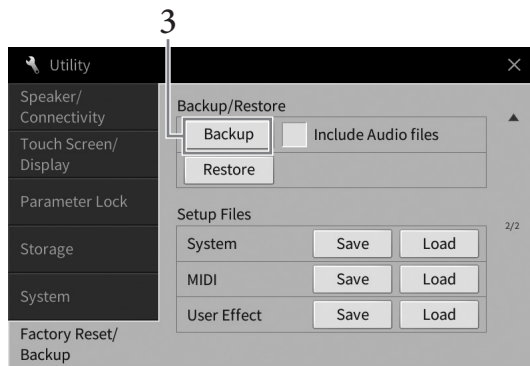 3
Utility
Speaker/
Connectivity
Touch Screen/
Display
Parameter Lock
Storage
System
Factory Reset/
Backup
Backup/Restore
Backup Include Audio files
Restore
Setup Files
System Save Load
MIDI Save Load
User Effect Save Load
2/2